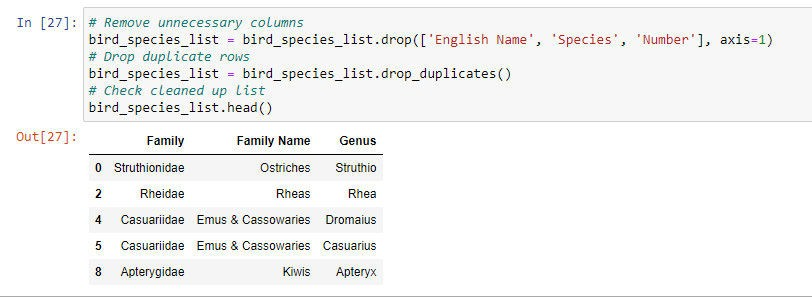 In [27]: # Remove unnecessary columns
bird_species_list = bird_species_list.drop(['English Name', 'Species', 'Number'], axis=1)
# Drop duplicate rows
bird_species_list = bird_species_list.drop_duplicates()
# Check cleaned up list
bird_species_list.head()
Out[27]:
Family Family Name Genus
0 Struthionidae Ostriches Struthio
2 Rheidae Rheas Rhea
4 Casuariidae Emus & Cassowaries Dromaius
5 Casuariidae Emus & Cassowaries Casuarius
8 Apterygidae Kiwis Apteryx